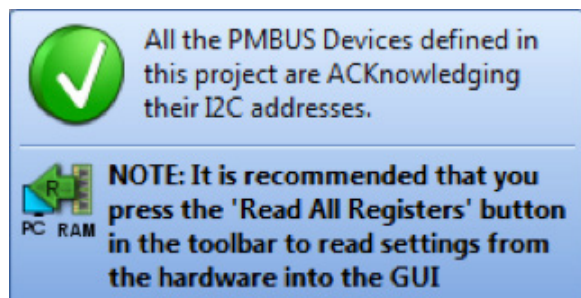 All the PMBUS Devices defined in
this project are ACKnowledging
their I2C addresses.
R
PC RAM
NOTE: It is recommended that you
press the 'Read All Registers' button
in the toolbar to read settings from
the hardware into the GUI